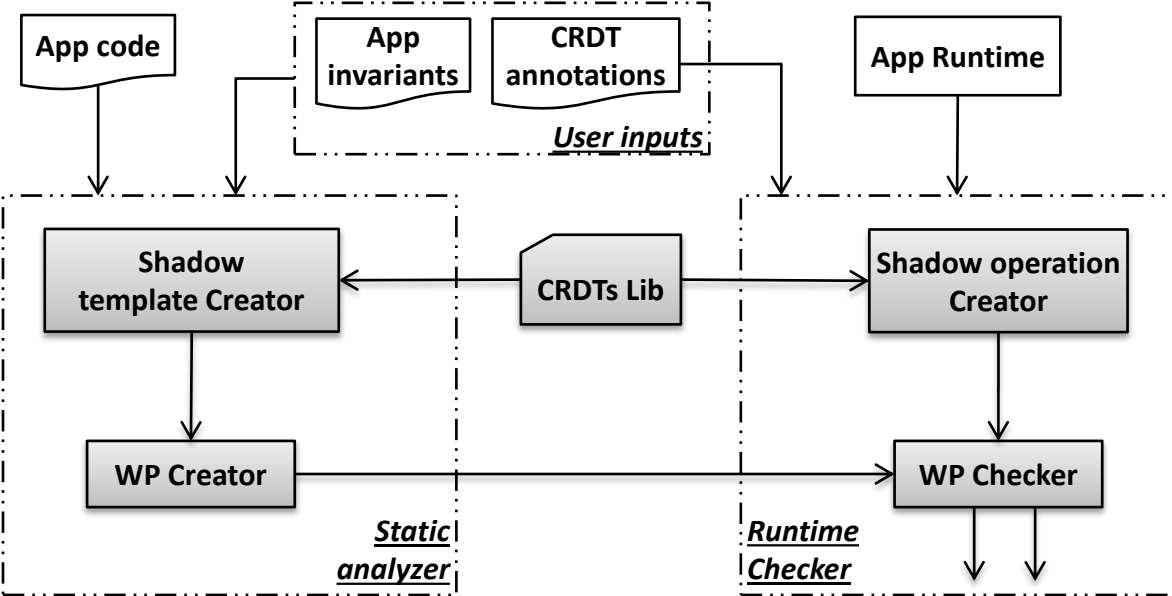 App code
App
invariants
CRDT
annotations
User inputs
App Runtime
Shadow
template Creator
CRDTs Lib
Shadow operation
Creator
WP Creator
WP Checker
Static
analyzer
Runtime
Checker